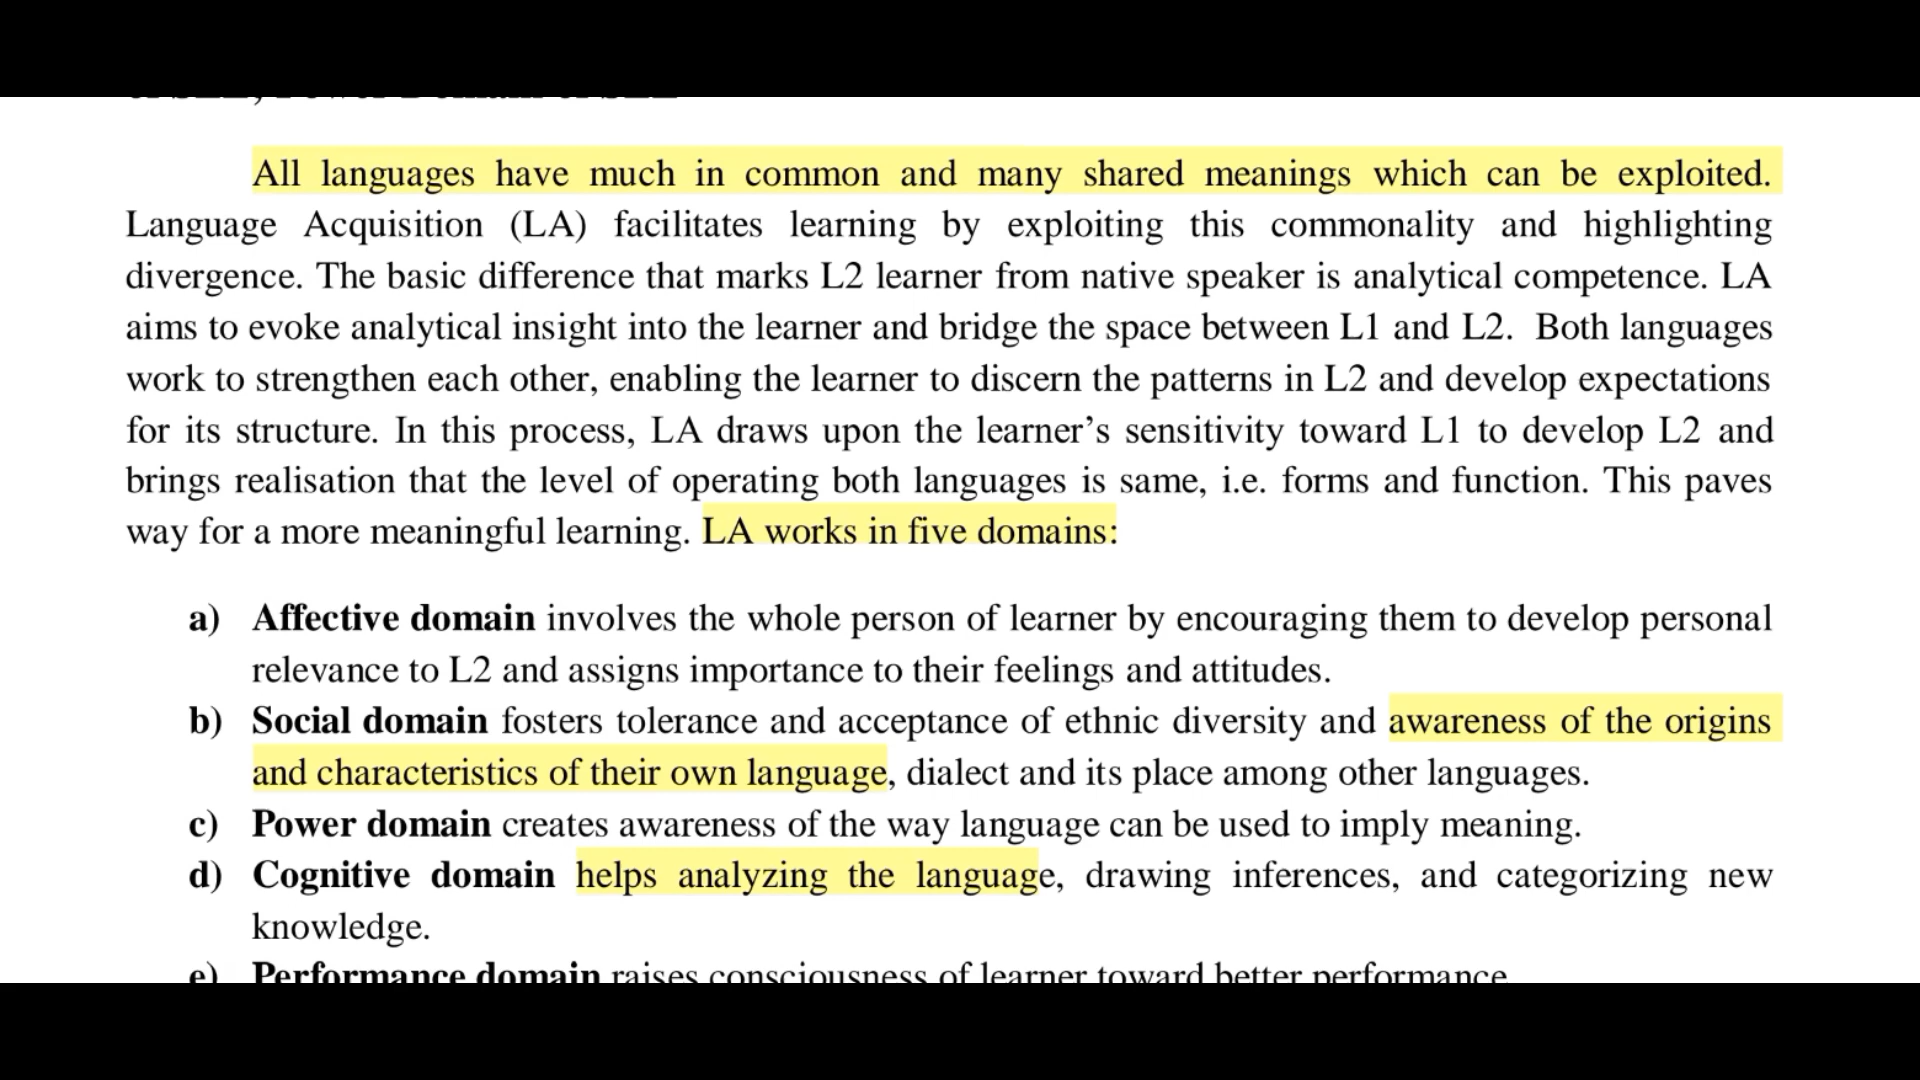 All languages have much in common and many shared meanings which can be exploited.
Language Acquisition (LA) facilitates learning by exploiting this commonality and highlighting
divergence. The basic difference that marks L2 learner from native speaker is analytical competence. LA
aims to evoke analytical insight into the learner and bridge the space between L1 and L2. Both languages
work to strengthen each other, enabling the learner to discern the patterns in L2 and develop expectations
for its structure. In this process, LA draws upon the learner’s sensitivity toward L1 to develop L2 and
brings realisation that the level of operating both languages is same, i.e. forms and function. This paves
way for a more meaningful learning. LA works in five domains:
a) Affective domain involves the whole person of learner by encouraging them to develop personal
relevance to L2 and assigns importance to their feelings and attitudes.
b) Social domain fosters tolerance and acceptance of ethnic diversity and awareness of the origins
and characteristics of their own language, dialect and its place among other languages.
c) Power domain creates awareness of the way language can be used to imply meaning.
d) Cognitive domain helps analyzing the language, drawing inferences, and categorizing new
knowledge.
e) Performance domain raises consciousness of learner toward better performance